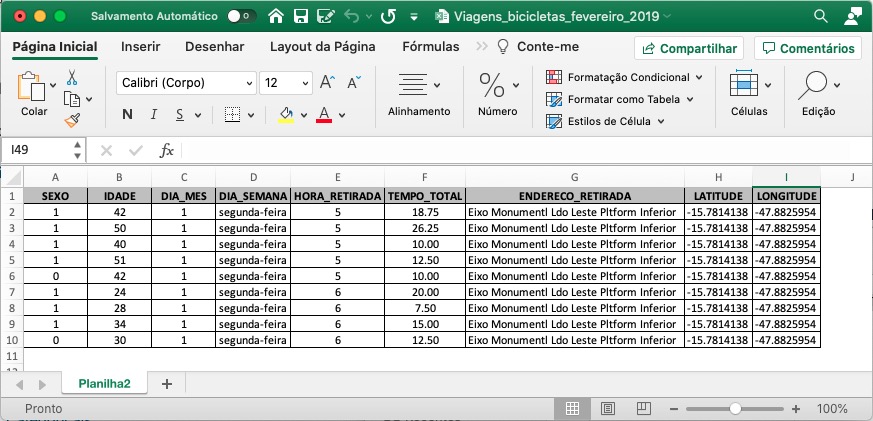 Salvamento Automático 0 Viagens_bicicletas_fevereiro_2019
Página Inicial Inserir Desenhar Layout da Página Fórmulas Conte-me Compartilhar Comentários
Colar Calibri (Corpo) 12 A A N I S A Alinhamento % Número Formatação Condicional Formatar como Tabela Estilos de Célula Células Edição
I49 fx
A B C D E F G H I J
1 SEXO IDADE DIA_MES DIA_SEMANA HORA_RETIRADA TEMPO_TOTAL ENDERECO_RETIRADA LATITUDE LONGITUDE
2 1 42 1 segunda-feira 5 18.75 Eixo Monumentl Ldo Leste Pltform Inferior -15.7814138 -47.8825954
3 1 50 1 segunda-feira 5 26.25 Eixo Monumentl Ldo Leste Pltform Inferior -15.7814138 -47.8825954
4 1 40 1 segunda-feira 5 10.00 Eixo Monumentl Ldo Leste Pltform Inferior -15.7814138 -47.8825954
5 1 51 1 segunda-feira 5 12.50 Eixo Monumentl Ldo Leste Pltform Inferior -15.7814138 -47.8825954
6 0 42 1 segunda-feira 5 10.00 Eixo Monumentl Ldo Leste Pltform Inferior -15.7814138 -47.8825954
7 1 24 1 segunda-feira 6 20.00 Eixo Monumentl Ldo Leste Pltform Inferior -15.7814138 -47.8825954
8 1 28 1 segunda-feira 6 7.50 Eixo Monumentl Ldo Leste Pltform Inferior -15.7814138 -47.8825954
9 1 34 1 segunda-feira 6 15.00 Eixo Monumentl Ldo Leste Pltform Inferior -15.7814138 -47.8825954
10 0 30 1 segunda-feira 6 12.50 Eixo Monumentl Ldo Leste Pltform Inferior -15.7814138 -47.8825954
11
Planilha2
Pronto 100%